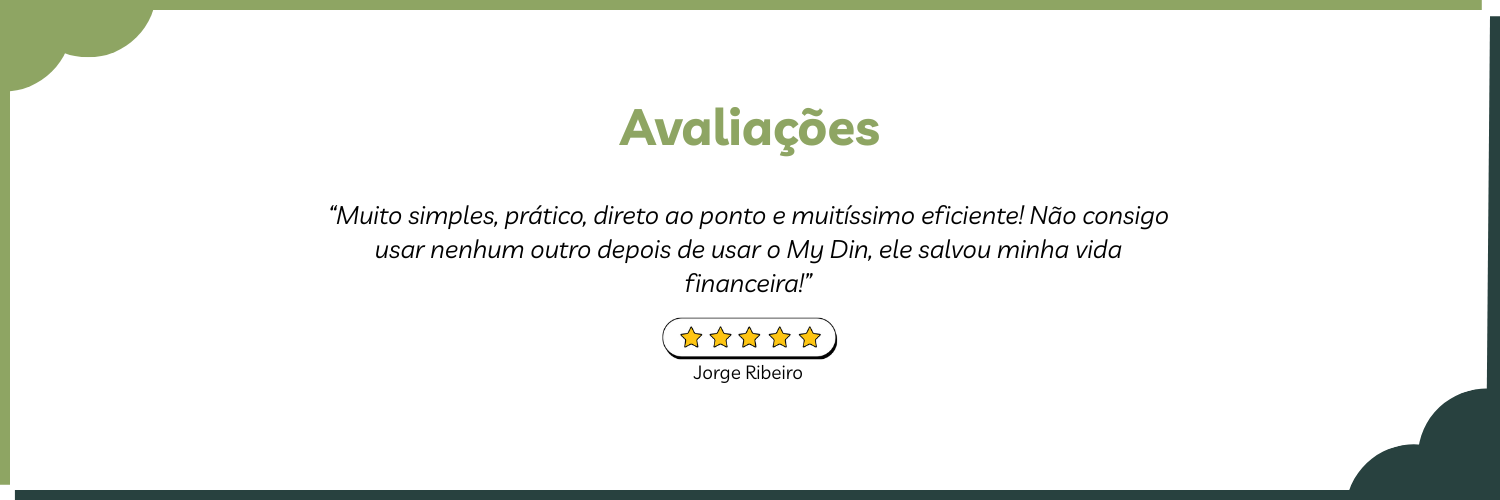 Avaliações
“Muito simples, prático, direto ao ponto e muitíssimo eficiente! Não consigo
usar nenhum outro depois de usar o My Din, ele salvou minha vida
financeira!”
Jorge Ribeiro